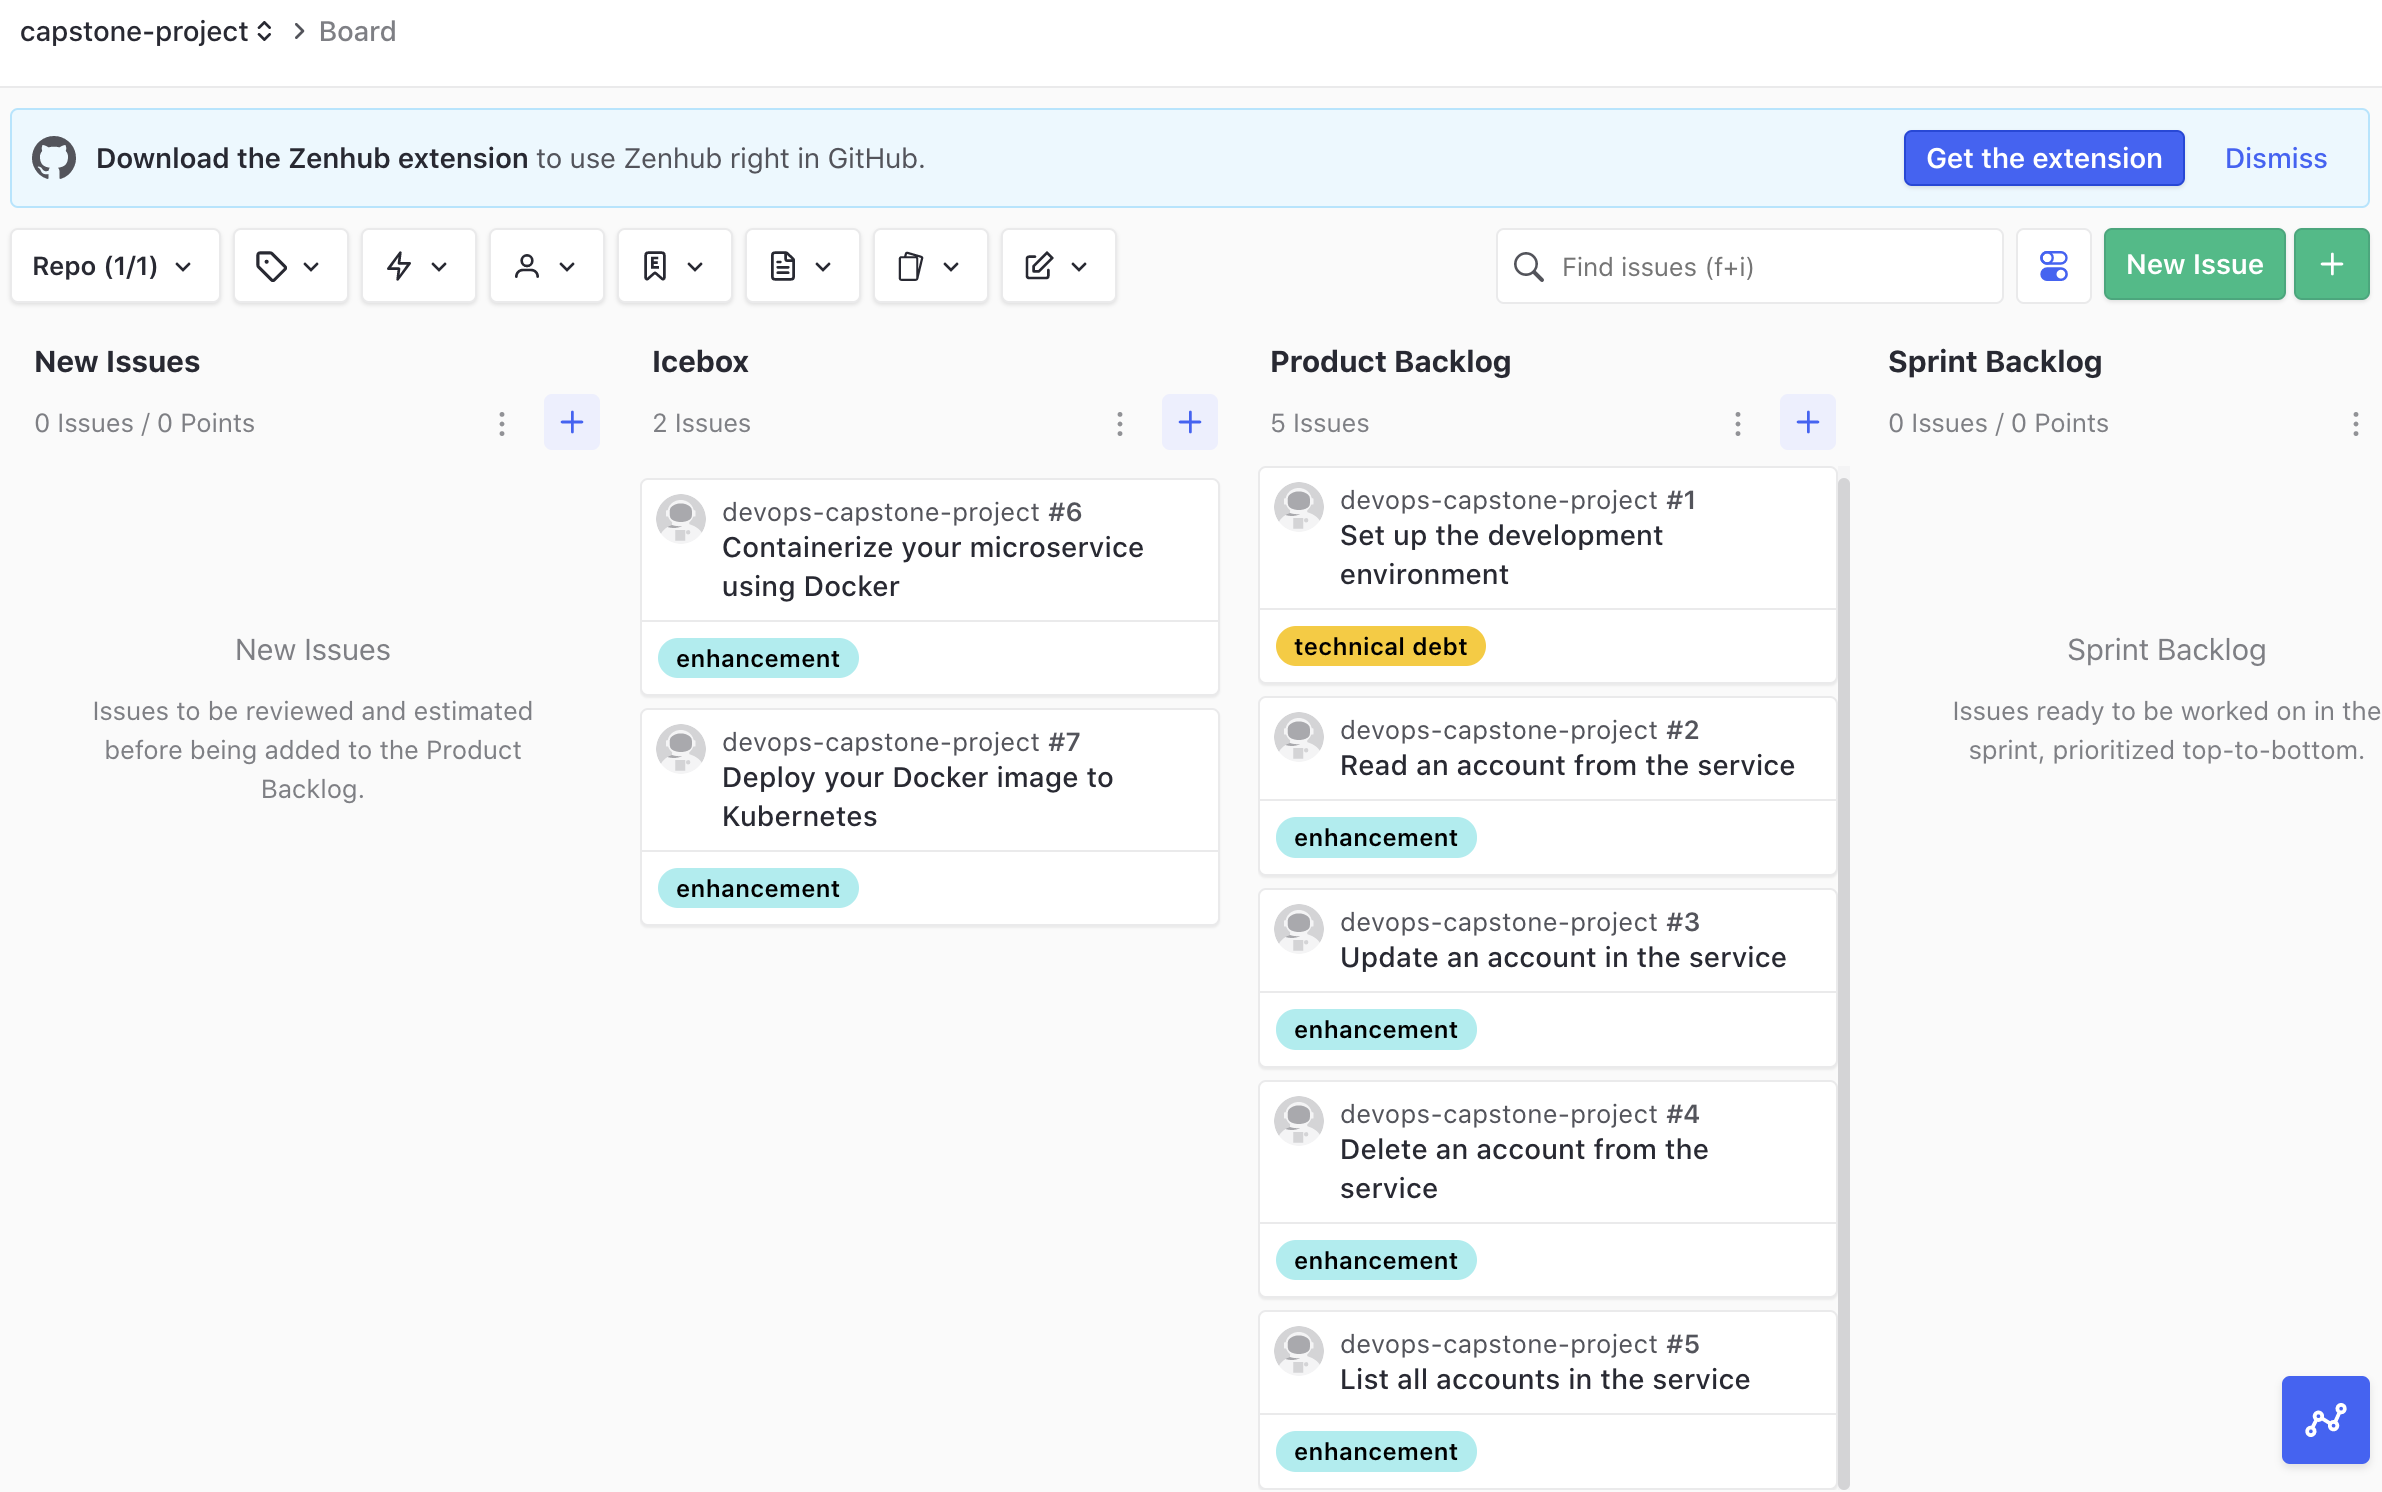 capstone-project > Board
Download the Zenhub extension to use Zenhub right in GitHub.
Get the extension
Dismiss
Repo (1/1)
Find issues (f+i)
New Issue
+
New Issues
0 Issues / 0 Points
New Issues
Issues to be reviewed and estimated
before being added to the Product
Backlog.
Icebox
2 Issues
devops-capstone-project #6
Containerize your microservice
using Docker
enhancement
devops-capstone-project #7
Deploy your Docker image to
Kubernetes
enhancement
Product Backlog
5 Issues
devops-capstone-project #1
Set up the development
environment
technical debt
devops-capstone-project #2
Read an account from the service
enhancement
devops-capstone-project #3
Update an account in the service
enhancement
devops-capstone-project #4
Delete an account from the
service
enhancement
devops-capstone-project #5
List all accounts in the service
enhancement
Sprint Backlog
0 Issues / 0 Points
Sprint Backlog
Issues ready to be worked on in the
sprint, prioritized top-to-bottom.